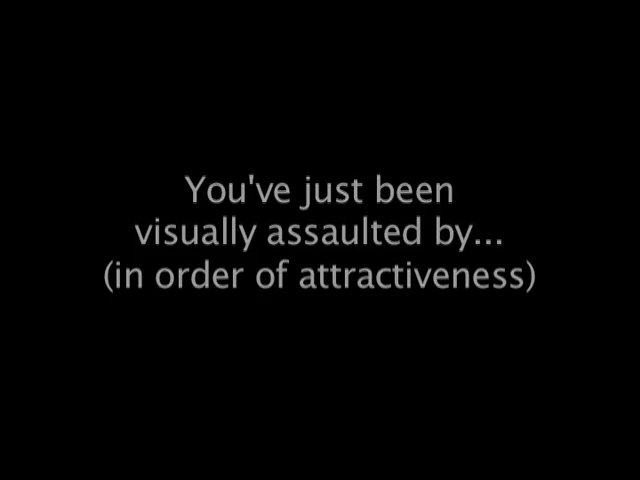 You've just been
visually assaulted by...
(in order of attractiveness)